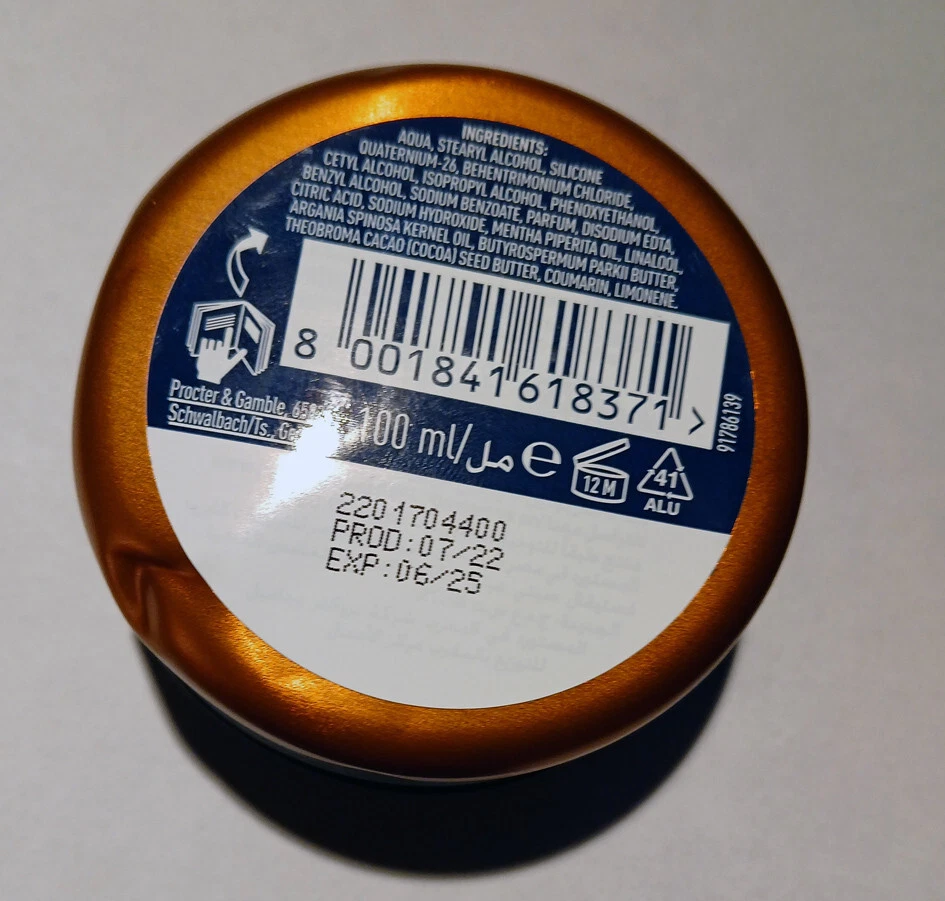 INGREDIENTS:
AQUA, STEARYL ALCOHOL, SILICONE
QUATERNIUM-26, BEHENTRIMONIUM CHLORIDE,
CETYL ALCOHOL, ISOPROPYL ALCOHOL, PHENOXYETHANOL,
BENZYL ALCOHOL, SODIUM BENZOATE, PARFUM, DISODIUM EDTA,
CITRIC ACID, SODIUM HYDROXIDE, MENTHA PIPERITA OIL, LINALOOL,
ARGANIA SPINOSA KERNEL OIL, BUTYROSPERMUM PARKII BUTTER,
THEOBROMA CACAO (COCOA) SEED BUTTER, COUMARIN, LIMONENE.
8 001841 618371 >
91786139
Procter & Gamble,
Schwalbach/Ts.,
100 ml/مل e
12 M
41
ALU
2201704400
PROD:07/22
EXP:06/25